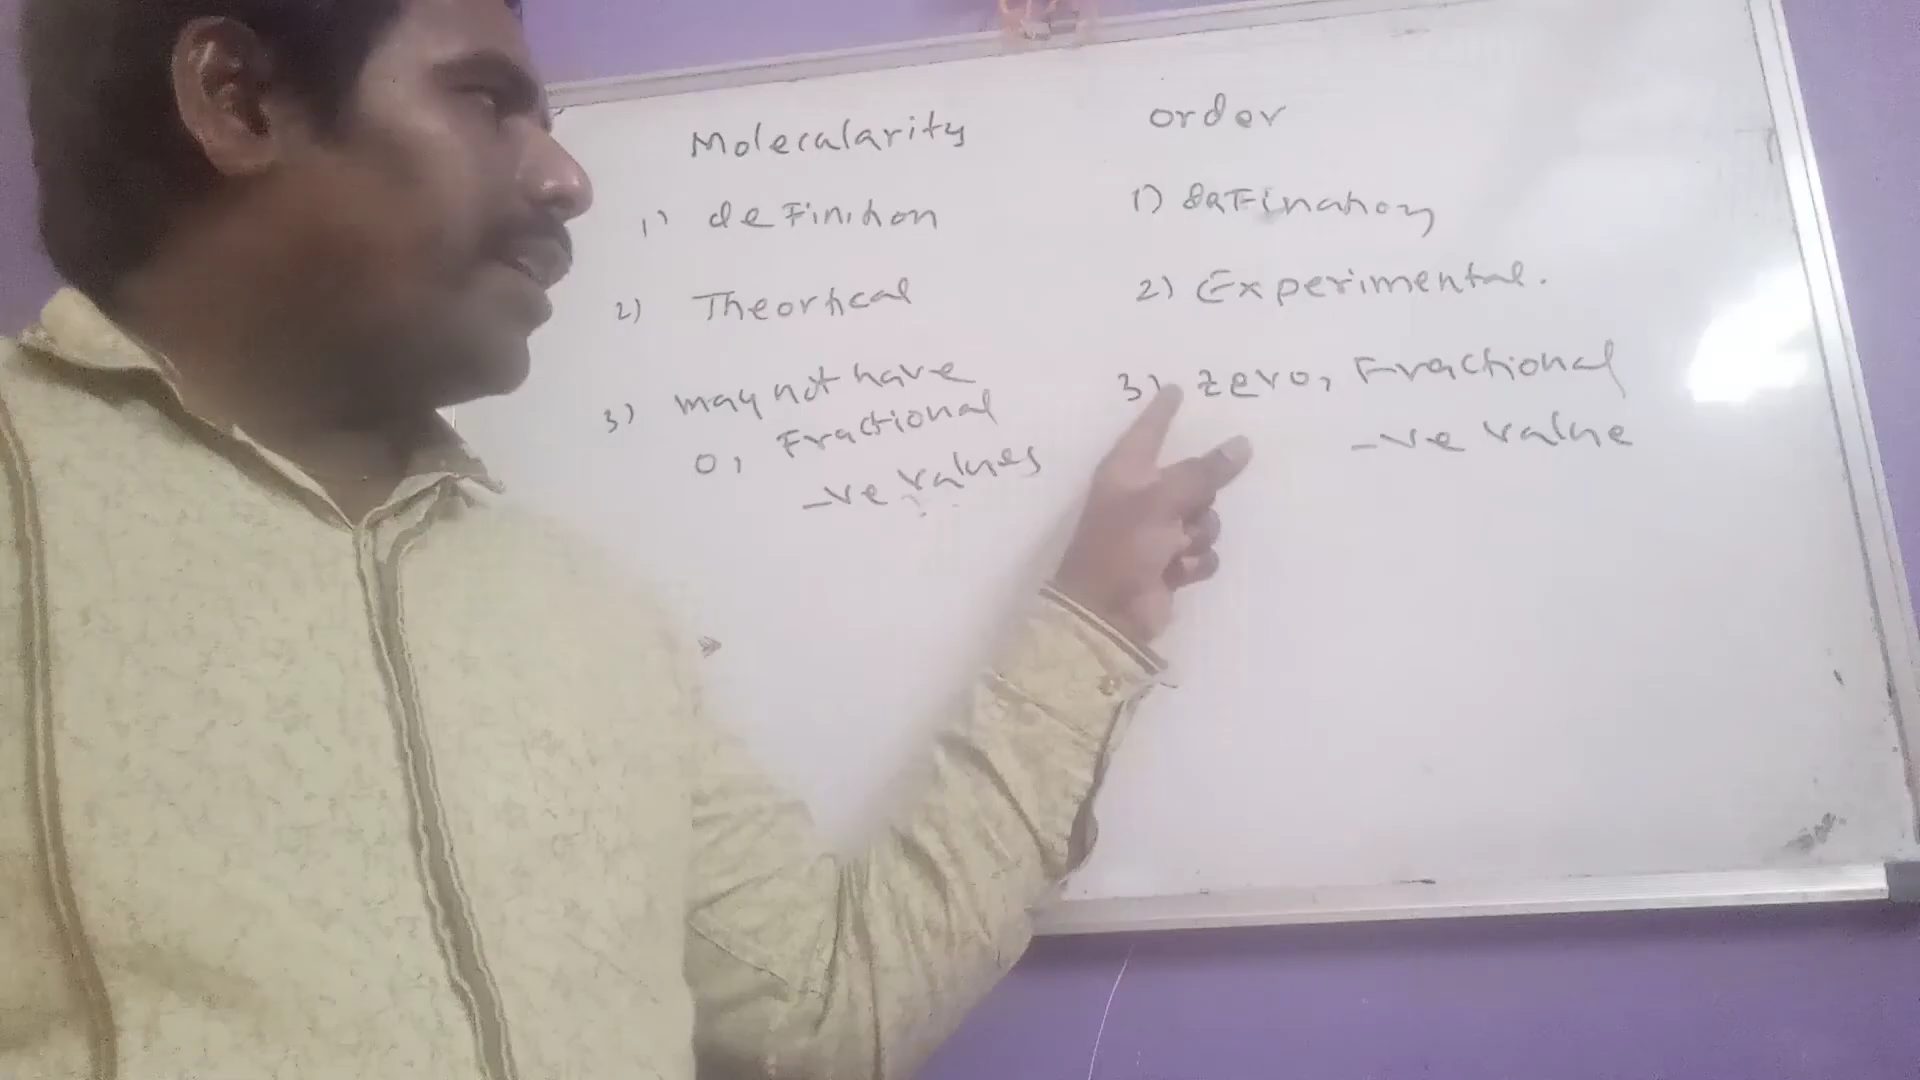 Molecalarity
1) deFinition
2) Theortical
3) may not have
0, Fractional
-ve values
order
1) deFination
2) Experimental.
3) zero, Fractional
-ve value